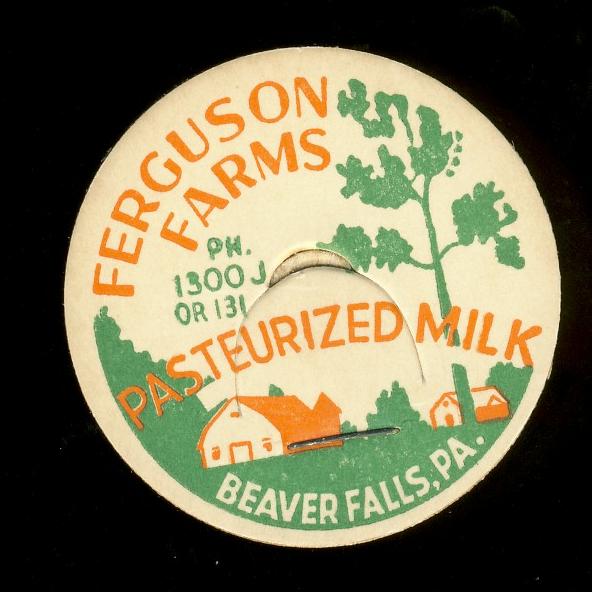 FERGUSON
FARMS
PH.
1300 J
OR 131
PASTEURIZED MILK
BEAVER FALLS, PA.